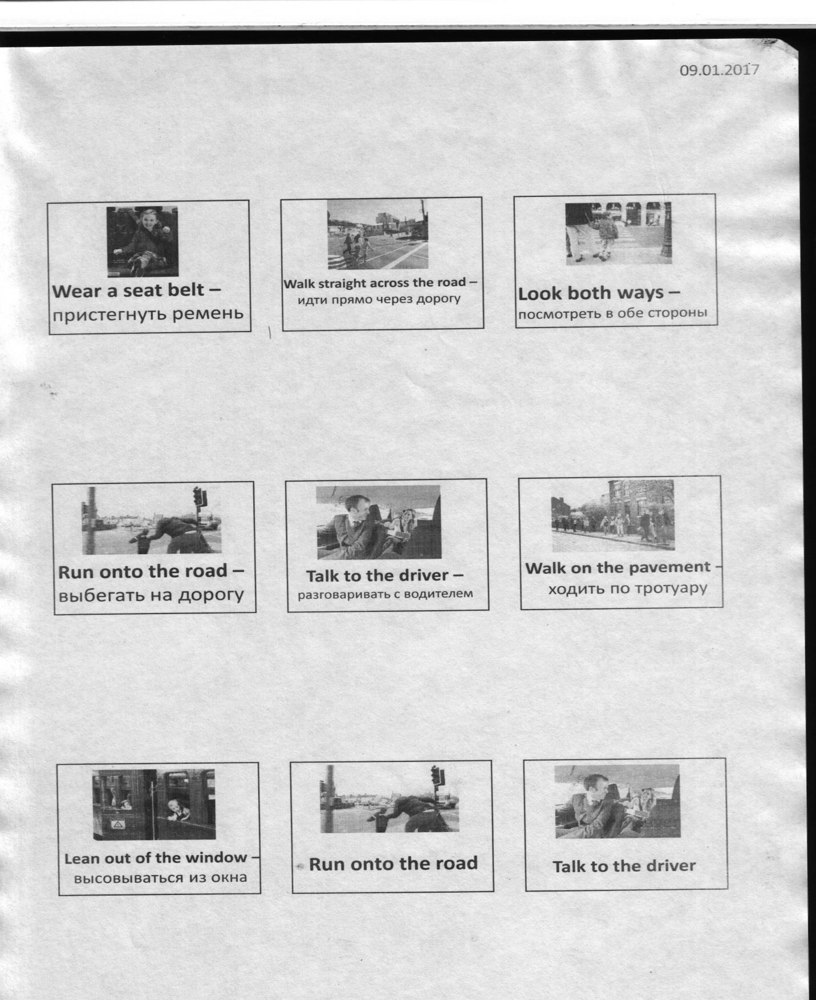 09.01.2017
Wear a seat belt –
пристегнуть ремень
Walk straight across the road –
идти прямо через дорогу
Look both ways –
посмотреть в обе стороны
Run onto the road –
выбегать на дорогу
Talk to the driver –
разговаривать с водителем
Walk on the pavement –
ходить по тротуару
Lean out of the window –
высовываться из окна
Run onto the road
Talk to the driver